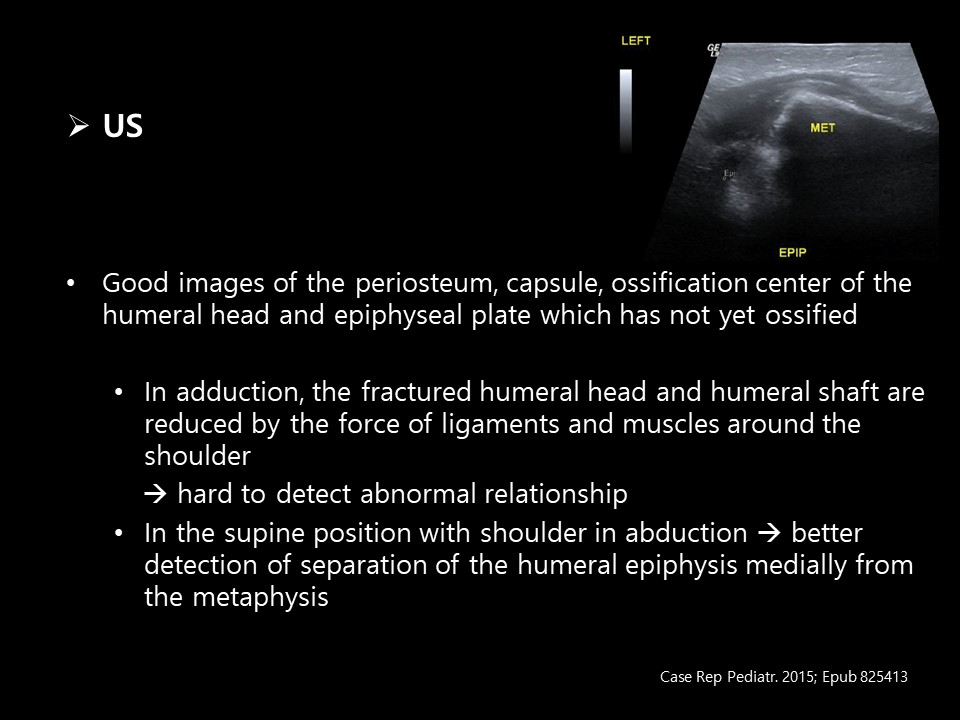 LEFT
GE
MET
EPIP
➢ US
• Good images of the periosteum, capsule, ossification center of the
humeral head and epiphyseal plate which has not yet ossified
• In adduction, the fractured humeral head and humeral shaft are
reduced by the force of ligaments and muscles around the
shoulder
→ hard to detect abnormal relationship
• In the supine position with shoulder in abduction → better
detection of separation of the humeral epiphysis medially from
the metaphysis
Case Rep Pediatr. 2015; Epub 825413